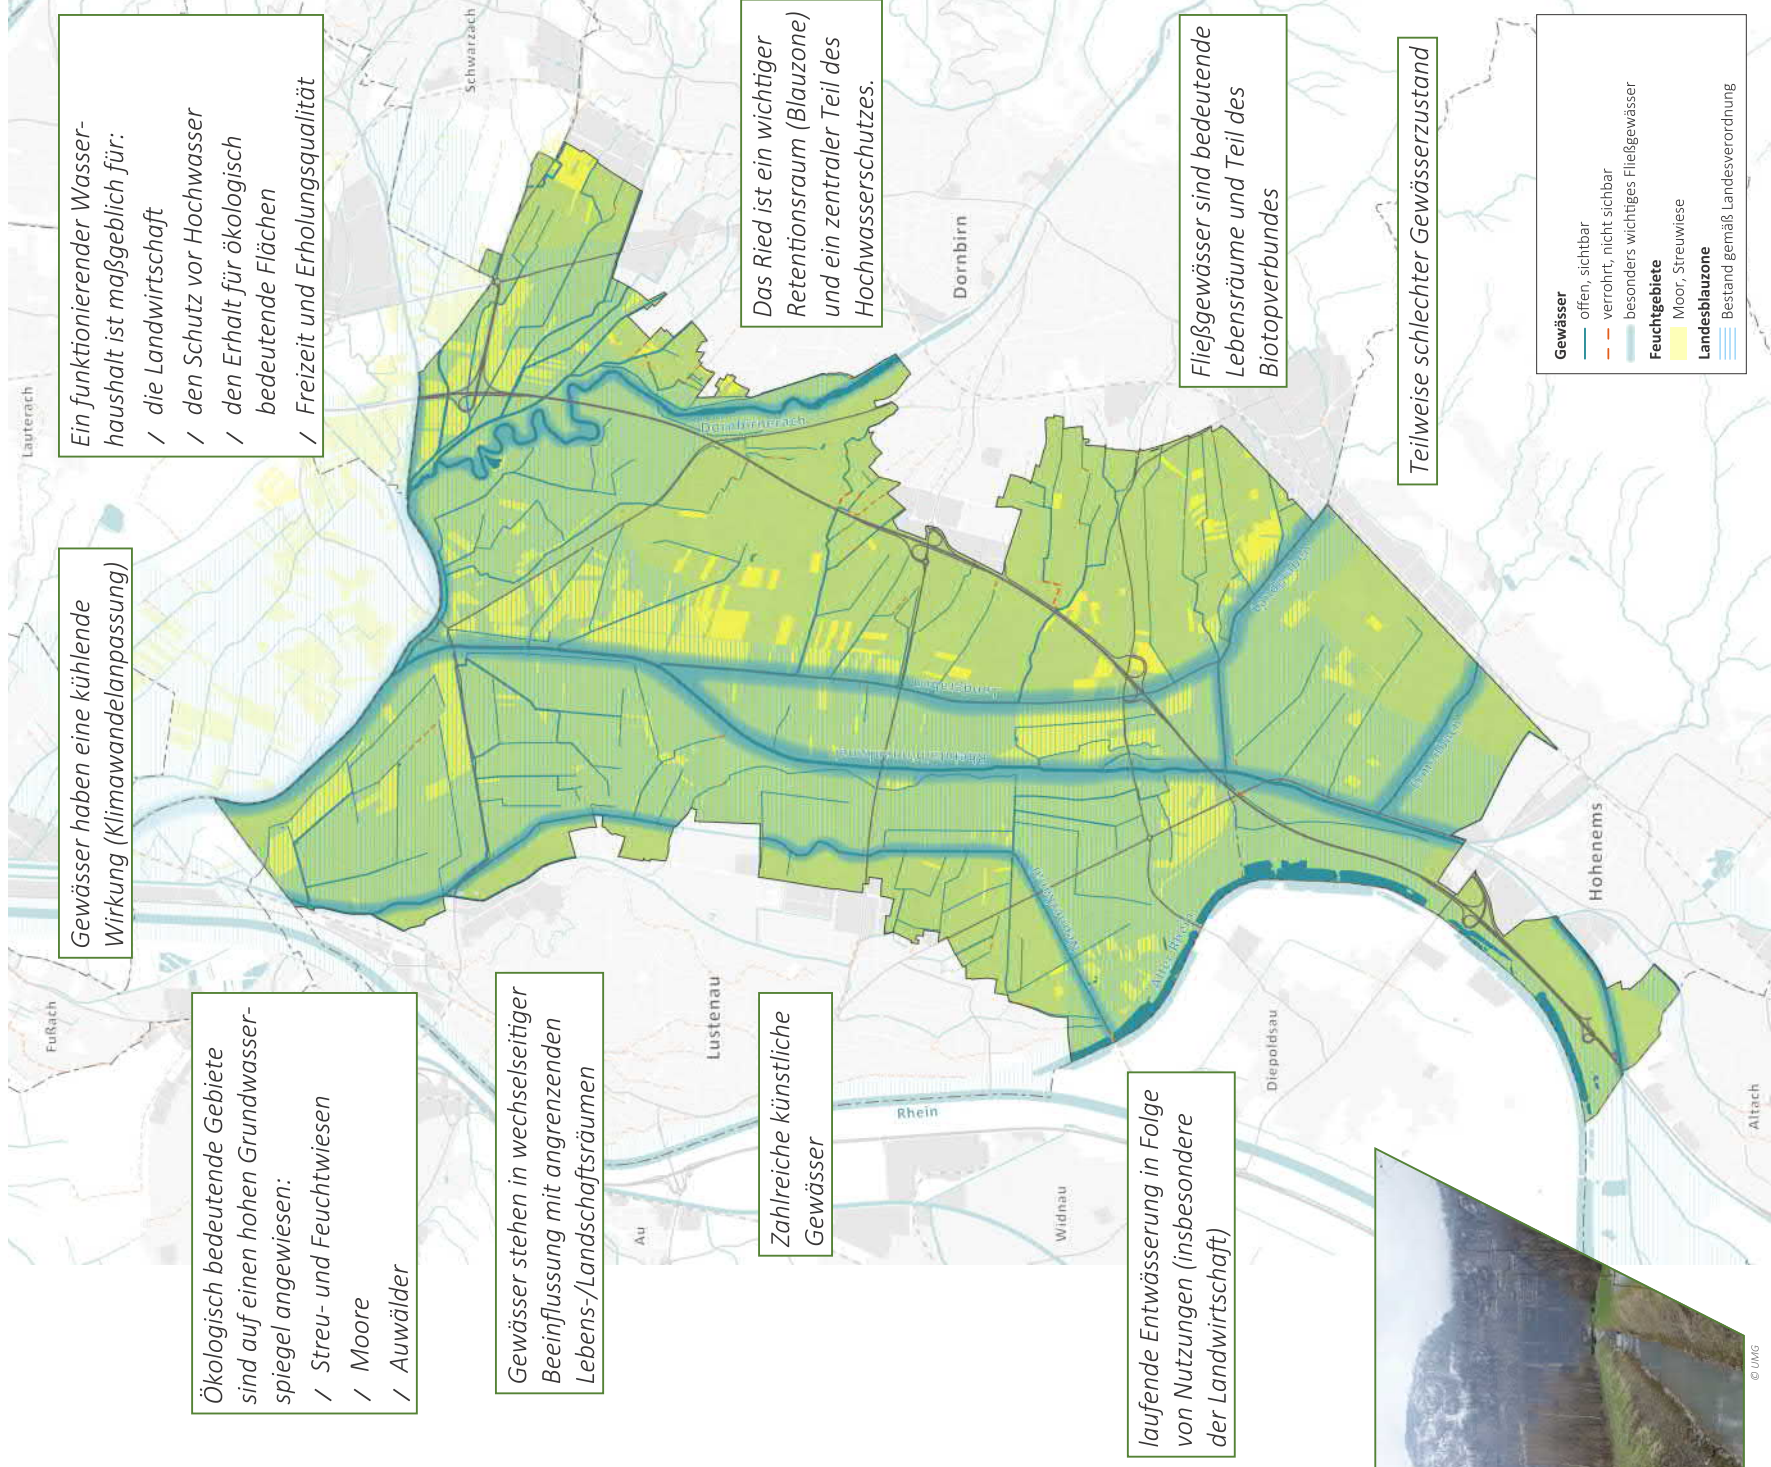 Ökologisch bedeutende Gebiete
sind auf einen hohen Grundwasser-
spiegel angewiesen:
/ Streu- und Feuchtwiesen
/ Moore
/ Auwälder
Gewässer haben eine kühlende
Wirkung (Klimawandelanpassung)
Ein funktionierender Wasser-
haushalt ist maßgeblich für:
/ die Landwirtschaft
/ den Schutz vor Hochwasser
/ den Erhalt für ökologisch
bedeutende Flächen
/ Freizeit und Erholungsqualität
Gewässer stehen in wechselseitiger
Beeinflussung mit angrenzenden
Lebens-/Landschaftsräumen
Zahlreiche künstliche
Gewässer
Das Ried ist ein wichtiger
Retentionsraum (Blauzone)
und ein zentraler Teil des
Hochwasserschutzes.
laufende Entwässerung in Folge
von Nutzungen (insbesondere
der Landwirtschaft)
Fließgewässer sind bedeutende
Lebensräume und Teil des
Biotopverbundes
Teilweise schlechter Gewässerzustand
Fußach
Lauterach
Schwarzach
Lustenau
Dornbirn
Au
Widnau
Diepoldsau
Hohenems
Altach
Rhein
Dornbirnerach
Alter Rhein
Gewässer
offen, sichtbar
verrohrt, nicht sichtbar
besonders wichtiges Fließgewässer
Feuchtgebiete
Moor, Streuwiese
Landesblauzone
Bestand gemäß Landesverordnung
© UMG